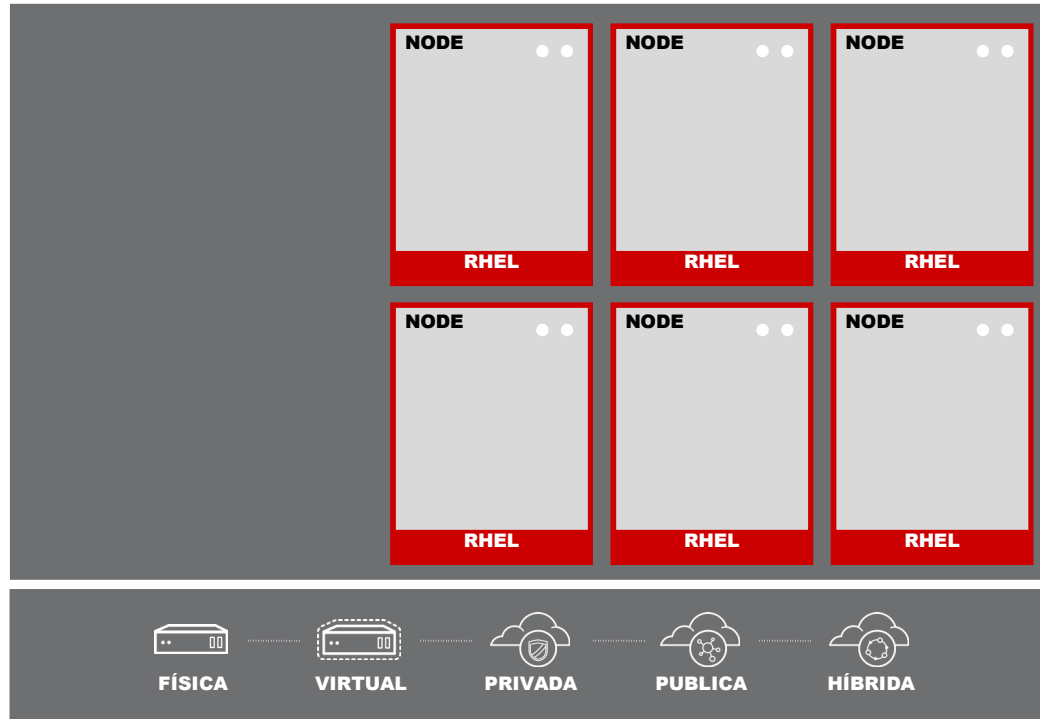 NODE NODE NODE
RHEL RHEL RHEL
NODE NODE NODE
RHEL RHEL RHEL
FÍSICA VIRTUAL PRIVADA PUBLICA HÍBRIDA